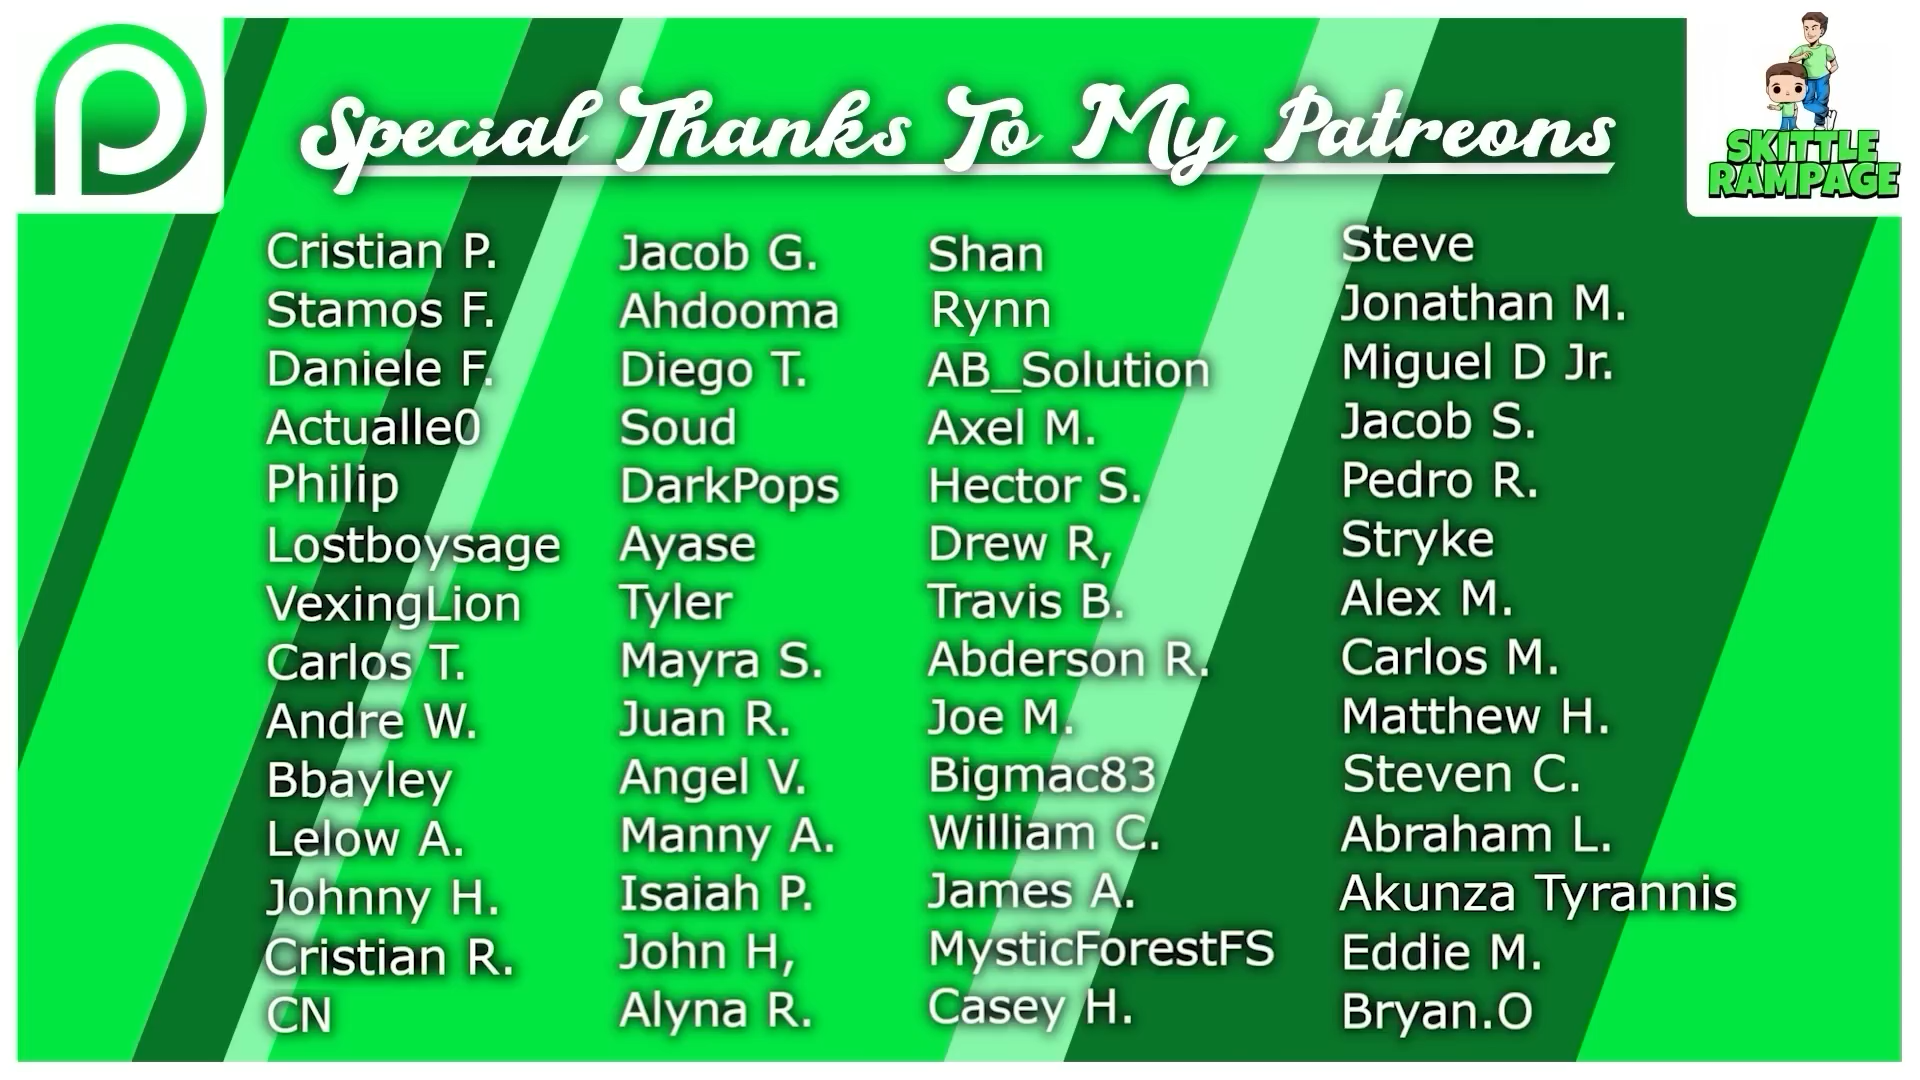 Special Thanks To My Patreons
SKITTLE
RAMPAGE
Cristian P.
Stamos F.
Daniele F.
Actualle0
Philip
Lostboysage
VexingLion
Carlos T.
Andre W.
Bbayley
Lelow A.
Johnny H.
Cristian R.
CN
Jacob G.
Ahdooma
Diego T.
Soud
DarkPops
Ayase
Tyler
Mayra S.
Juan R.
Angel V.
Manny A.
Isaiah P.
John H,
Alyna R.
Shan
Rynn
AB_Solution
Axel M.
Hector S.
Drew R,
Travis B.
Abderson R.
Joe M.
Bigmac83
William C.
James A.
MysticForestFS
Casey H.
Steve
Jonathan M.
Miguel D Jr.
Jacob S.
Pedro R.
Stryke
Alex M.
Carlos M.
Matthew H.
Steven C.
Abraham L.
Akunza Tyrannis
Eddie M.
Bryan.O